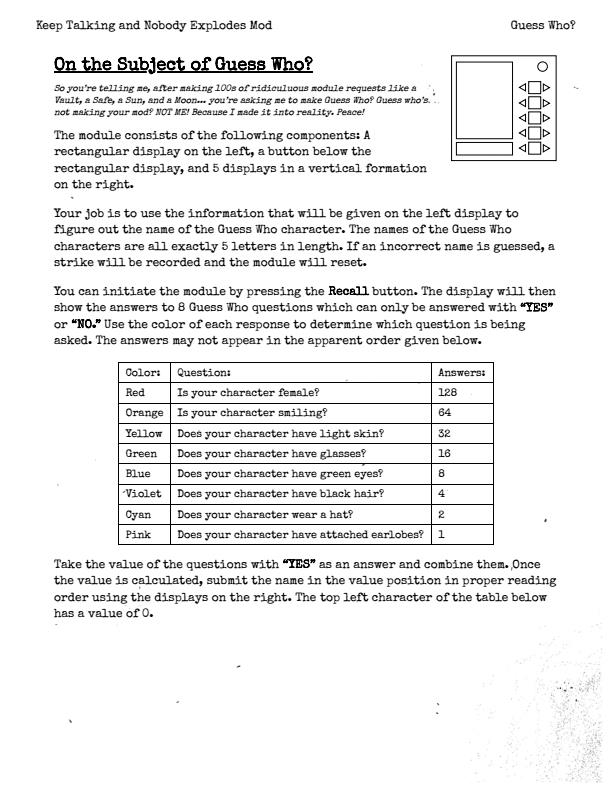 Keep Talking and Nobody Explodes Mod Guess Who?
On the Subject of Guess Who?
So you're telling me, after making 100s of ridiculuous module requests like a
Vault, a Safe, a Sun, and a Moon... you're asking me to make Guess Who? Guess who's
not making your mod? NOT ME! Because I made it into reality. Peace!
The module consists of the following components: A
rectangular display on the left, a button below the
rectangular display, and 5 displays in a vertical formation
on the right.
Your job is to use the information that will be given on the left display to
figure out the name of the Guess Who character. The names of the Guess Who
characters are all exactly 5 letters in length. If an incorrect name is guessed, a
strike will be recorded and the module will reset.
You can initiate the module by pressing the Recall button. The display will then
show the answers to 8 Guess Who questions which can only be answered with "YES"
or "NO." Use the color of each response to determine which question is being
asked. The answers may not appear in the apparent order given below.
Color: Question: Answers:
Red Is your character female? 128
Orange Is your character smiling? 64
Yellow Does your character have light skin? 32
Green Does your character have glasses? 16
Blue Does your character have green eyes? 8
Violet Does your character have black hair? 4
Cyan Does your character wear a hat? 2
Pink Does your character have attached earlobes? 1
Take the value of the questions with "YES" as an answer and combine them. Once
the value is calculated, submit the name in the value position in proper reading
order using the displays on the right. The top left character of the table below
has a value of 0.